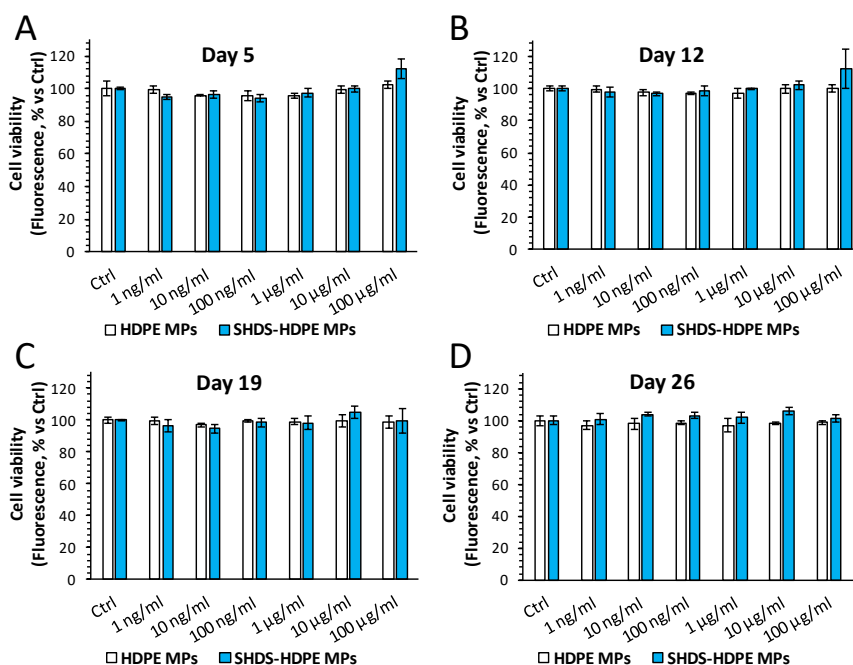 A
Day 5
Cell viability
(Fluorescence, % vs Ctrl)
120
100
80
60
40
20
0
Ctrl
1 ng/ml
10 ng/ml
100 ng/ml
1 µg/ml
10 µg/ml
100 µg/ml
HDPE MPs
SHDS-HDPE MPs
B
Day 12
Cell viability
(Fluorescence, % vs Ctrl)
120
100
80
60
40
20
0
Ctrl
1 ng/ml
10 ng/ml
100 ng/ml
1 µg/ml
10 µg/ml
100 µg/ml
HDPE MPs
SHDS-HDPE MPs
C
Day 19
Cell viability
(Fluorescence, % vs Ctrl)
120
100
80
60
40
20
0
Ctrl
1 ng/ml
10 ng/ml
100 ng/ml
1 µg/ml
10 µg/ml
100 µg/ml
HDPE MPs
SHDS-HDPE MPs
D
Day 26
Cell viability
(Fluorescence, % vs Ctrl)
120
100
80
60
40
20
0
Ctrl
1 ng/ml
10 ng/ml
100 ng/ml
1 µg/ml
10 µg/ml
100 µg/ml
HDPE MPs
SHDS-HDPE MPs